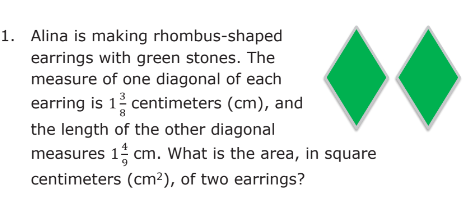 1. Alina is making rhombus-shaped
earrings with green stones. The
measure of one diagonal of each
earring is 1 3/8 centimeters (cm), and
the length of the other diagonal
measures 1 4/9 cm. What is the area, in square
centimeters (cm²), of two earrings?